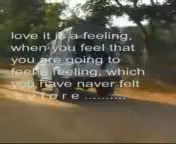 love it is a feeling,
when you feel that
you are going to
feel a feeling, which
you have naver felt
before ..........